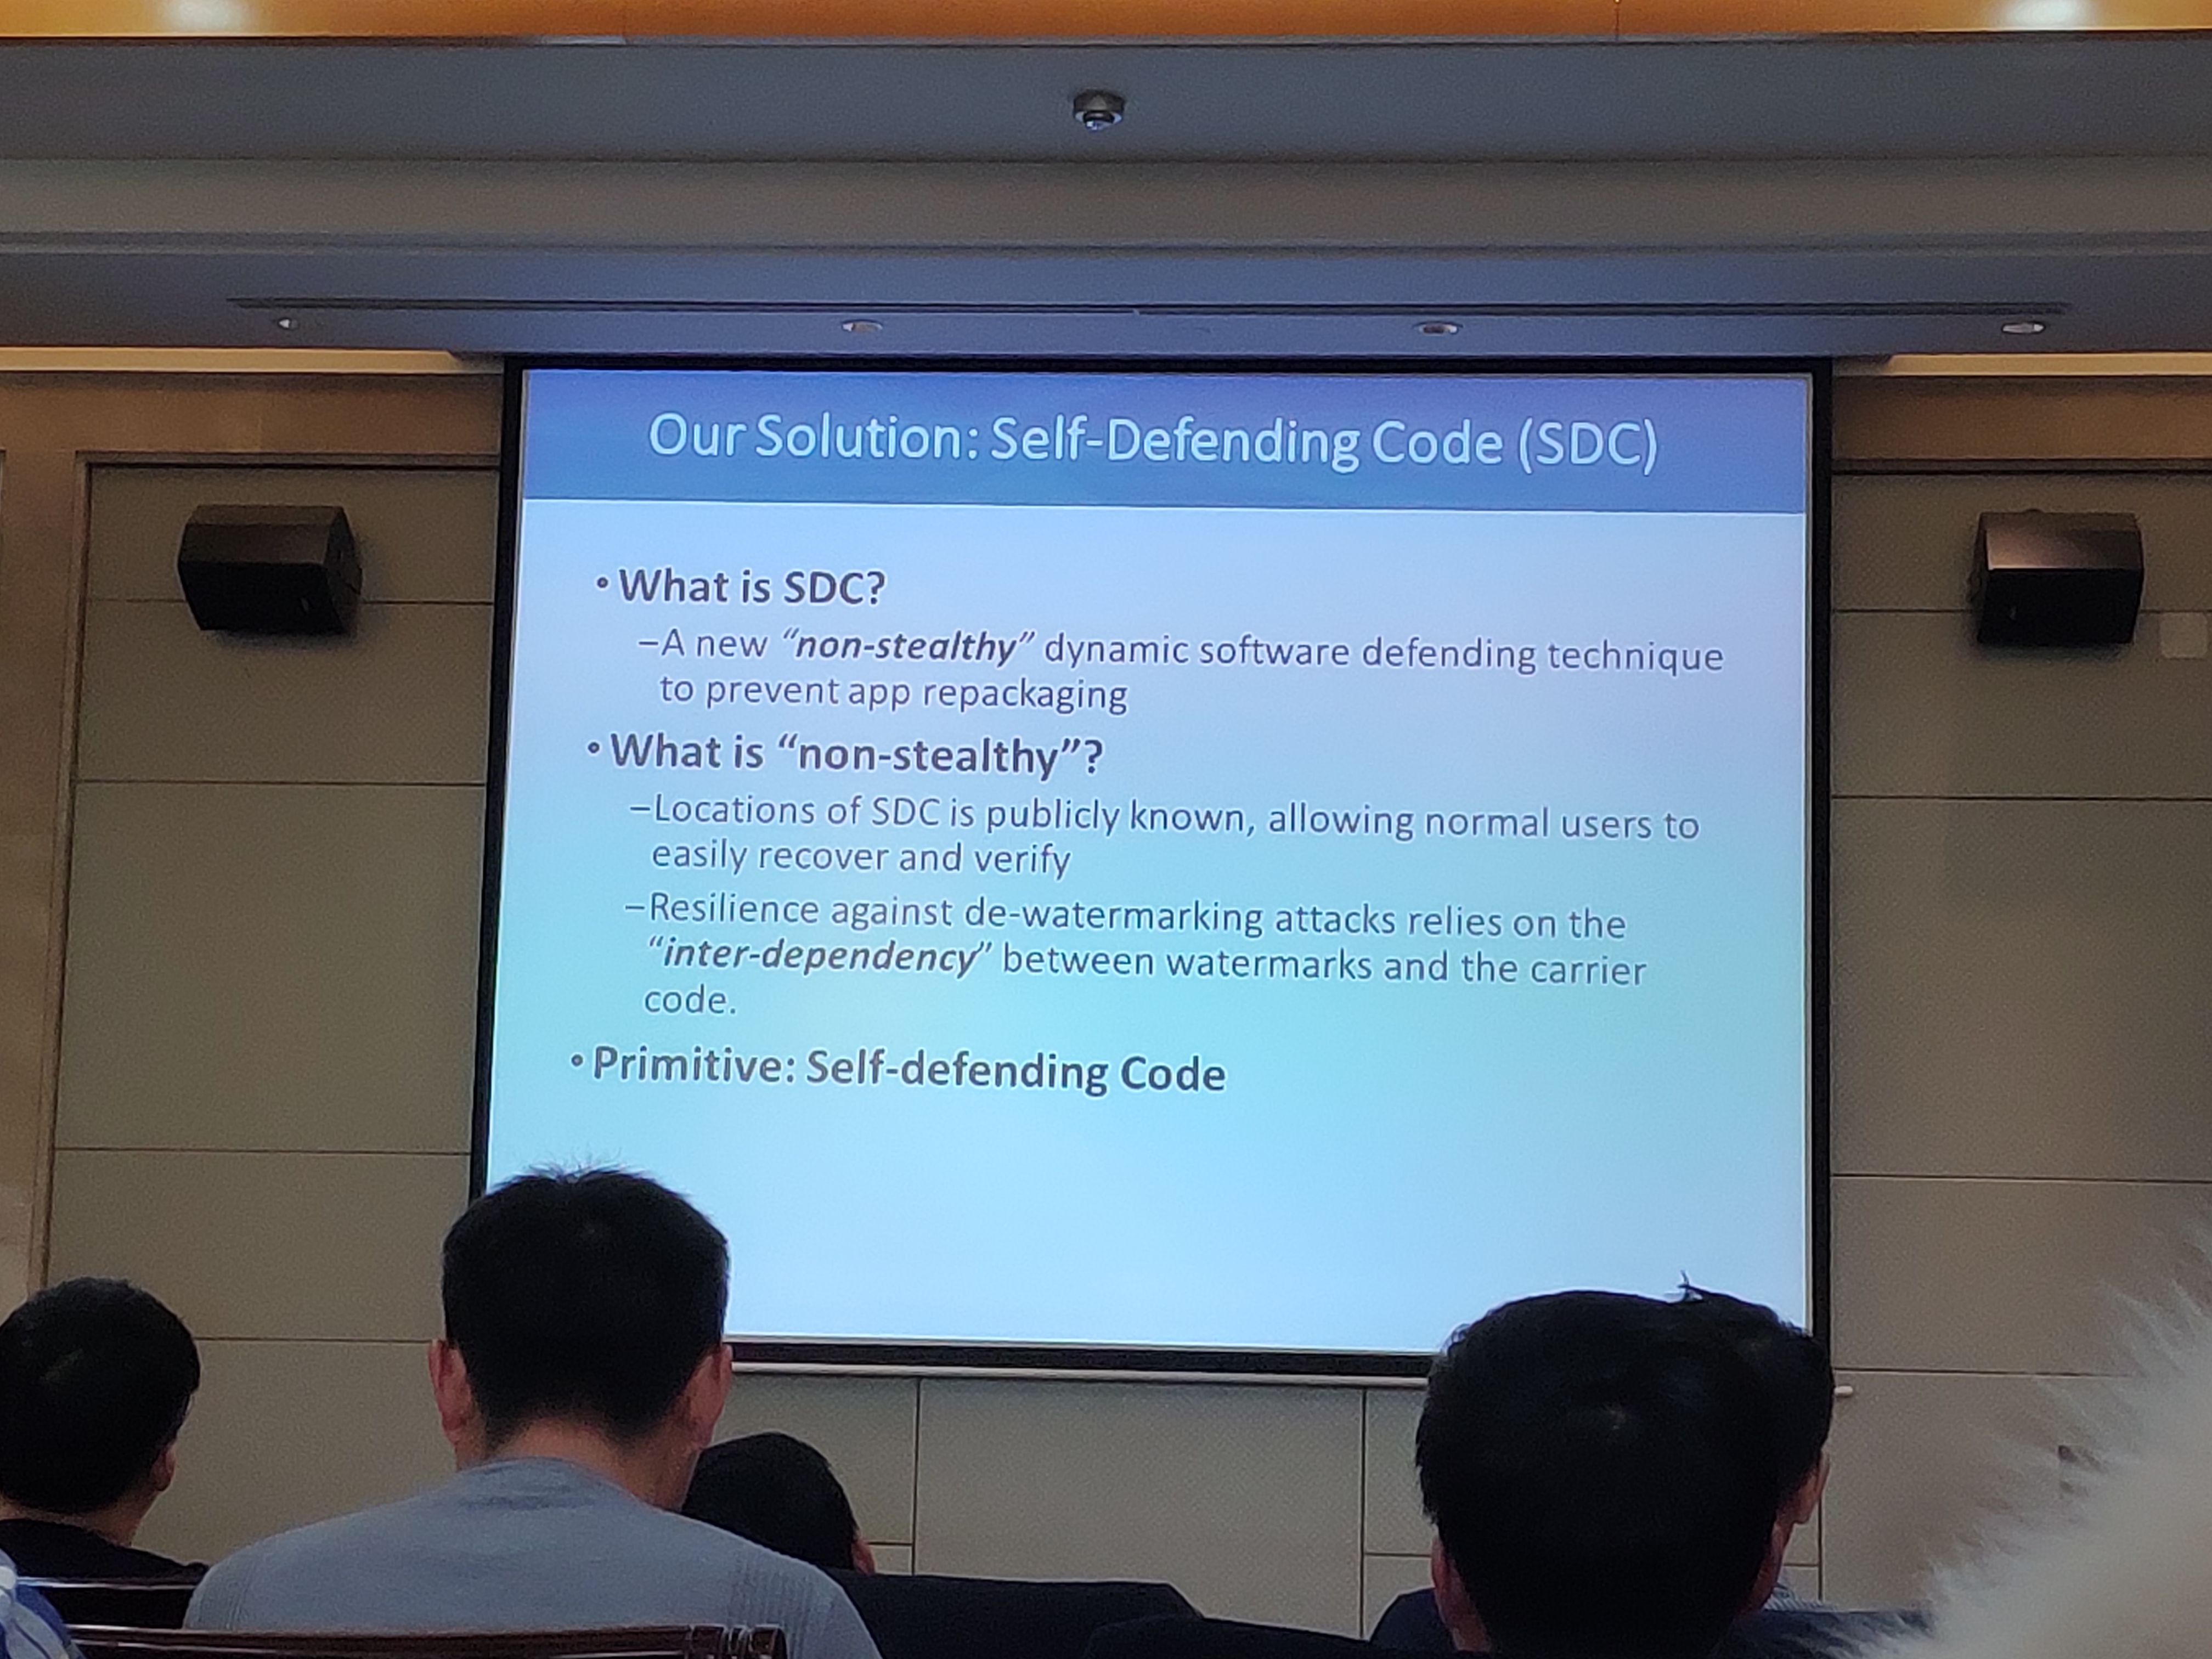 Our Solution: Self-Defending Code (SDC)
• What is SDC?
–A new “non-stealthy” dynamic software defending technique
to prevent app repackaging
• What is “non-stealthy”?
–Locations of SDC is publicly known, allowing normal users to
easily recover and verify
–Resilience against de-watermarking attacks relies on the
“inter-dependency” between watermarks and the carrier
code.
• Primitive: Self-defending Code